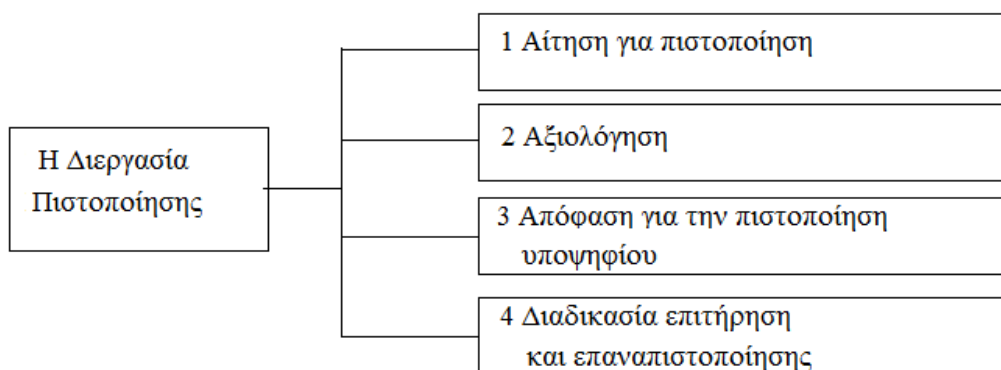 Η Διεργασία
Πιστοποίησης
1 Αίτηση για πιστοποίηση
2 Αξιολόγηση
3 Απόφαση για την πιστοποίηση
υποψηφίου
4 Διαδικασία επιτήρηση
και επαναπιστοποίησης